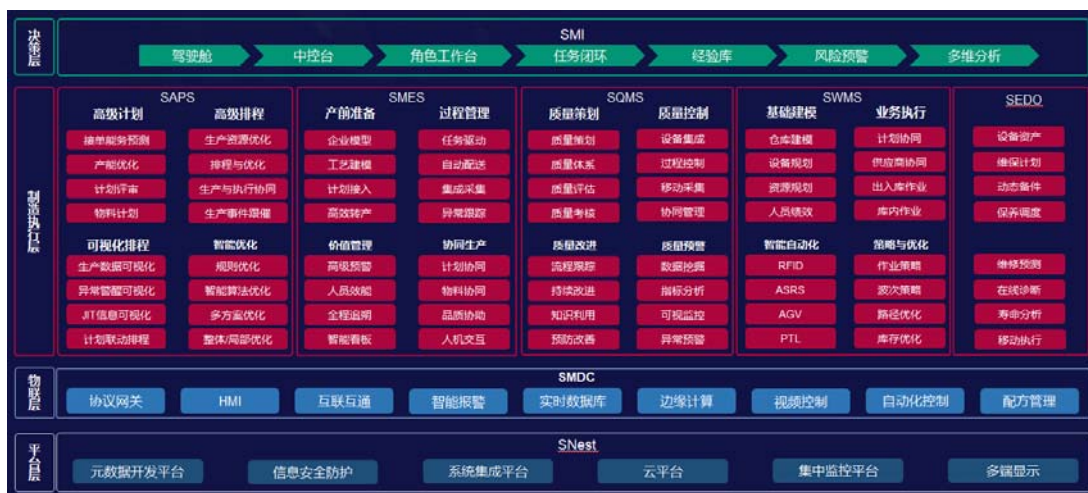 决策层
SMI
驾驶舱 中控台 角色工作台 任务闭环 经验库 风险预警 多维分析
制造执行层
SAPS
高级计划 高级排程
接单能务预测 生产资源优化
产能优化 排程与优化
计划评审 生产与执行协同
物料计划 生产事件跟催
可视化排程 智能优化
生产数据可视化 规则优化
异常警醒可视化 智能算法优化
JIT信息可视化 多方案优化
计划联动排程 整体/局部优化
SMES
产前准备 过程管理
企业模型 任务驱动
工艺建模 自动配送
计划接入 集成采集
高效转产 异常跟踪
价值管理 协同生产
高级预警 计划协同
人员效能 物料协同
全程追朔 品质协助
智能看板 人机交互
SQMS
质量策划 质量控制
质量策划 设备集成
质量体系 过程控制
质量评估 移动采集
质量考核 协同管理
质量改进 质量预警
流程跟踪 数据挖掘
持续改进 指标分析
知识利用 可视监控
预防改善 异常预警
SWMS
基础建模 业务执行
仓库建模 计划协同
设备规划 供应商协同
资源规划 出入库作业
人员绩效 库内作业
智能自动化 策略与优化
RFID 作业策略
ASRS 波次策略
AGV 路径优化
PTL 库存优化
SEDO
设备资产
维保计划
动态备件
保养调度
维修预测
在线诊断
寿命分析
移动执行
物联层
SMDC
协议网关 HMI 互联互通 智能报警 实时数据库 边缘计算 视频控制 自动化控制 配方管理
平台层
SNest
元数据开发平台 信息安全防护 系统集成平台 云平台 集中监控平台 多端显示